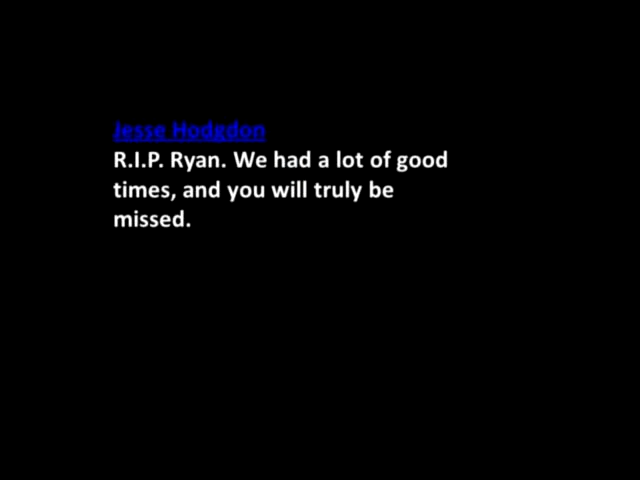 Jesse Hodgdon
R.I.P. Ryan. We had a lot of good
times, and you will truly be
missed.